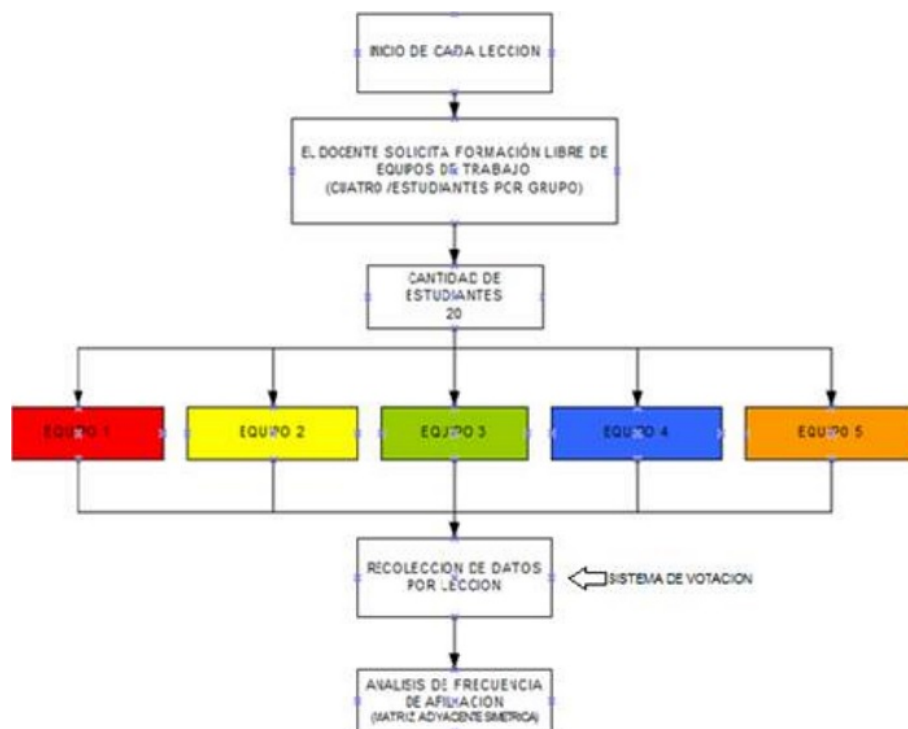 INICIO DE CADA LECCION
EL DOCENTE SOLICITA FORMACIÓN LIBRE DE
EQUIPOS DE TRABAJO
(CUATRO /ESTUDIANTES POR GRUPO)
CANTIDAD DE
ESTUDIANTES
20
EQUIPO 1
EQUIPO 2
EQUIPO 3
EQUIPO 4
EQUIPO 5
RECOLECCION DE DATOS
POR LECCION
SISTEMA DE VOTACION
ANALISIS DE FRECUENCIA
DE AFILIACION
(MATRIZ ADYACENTE SIMETRICA)